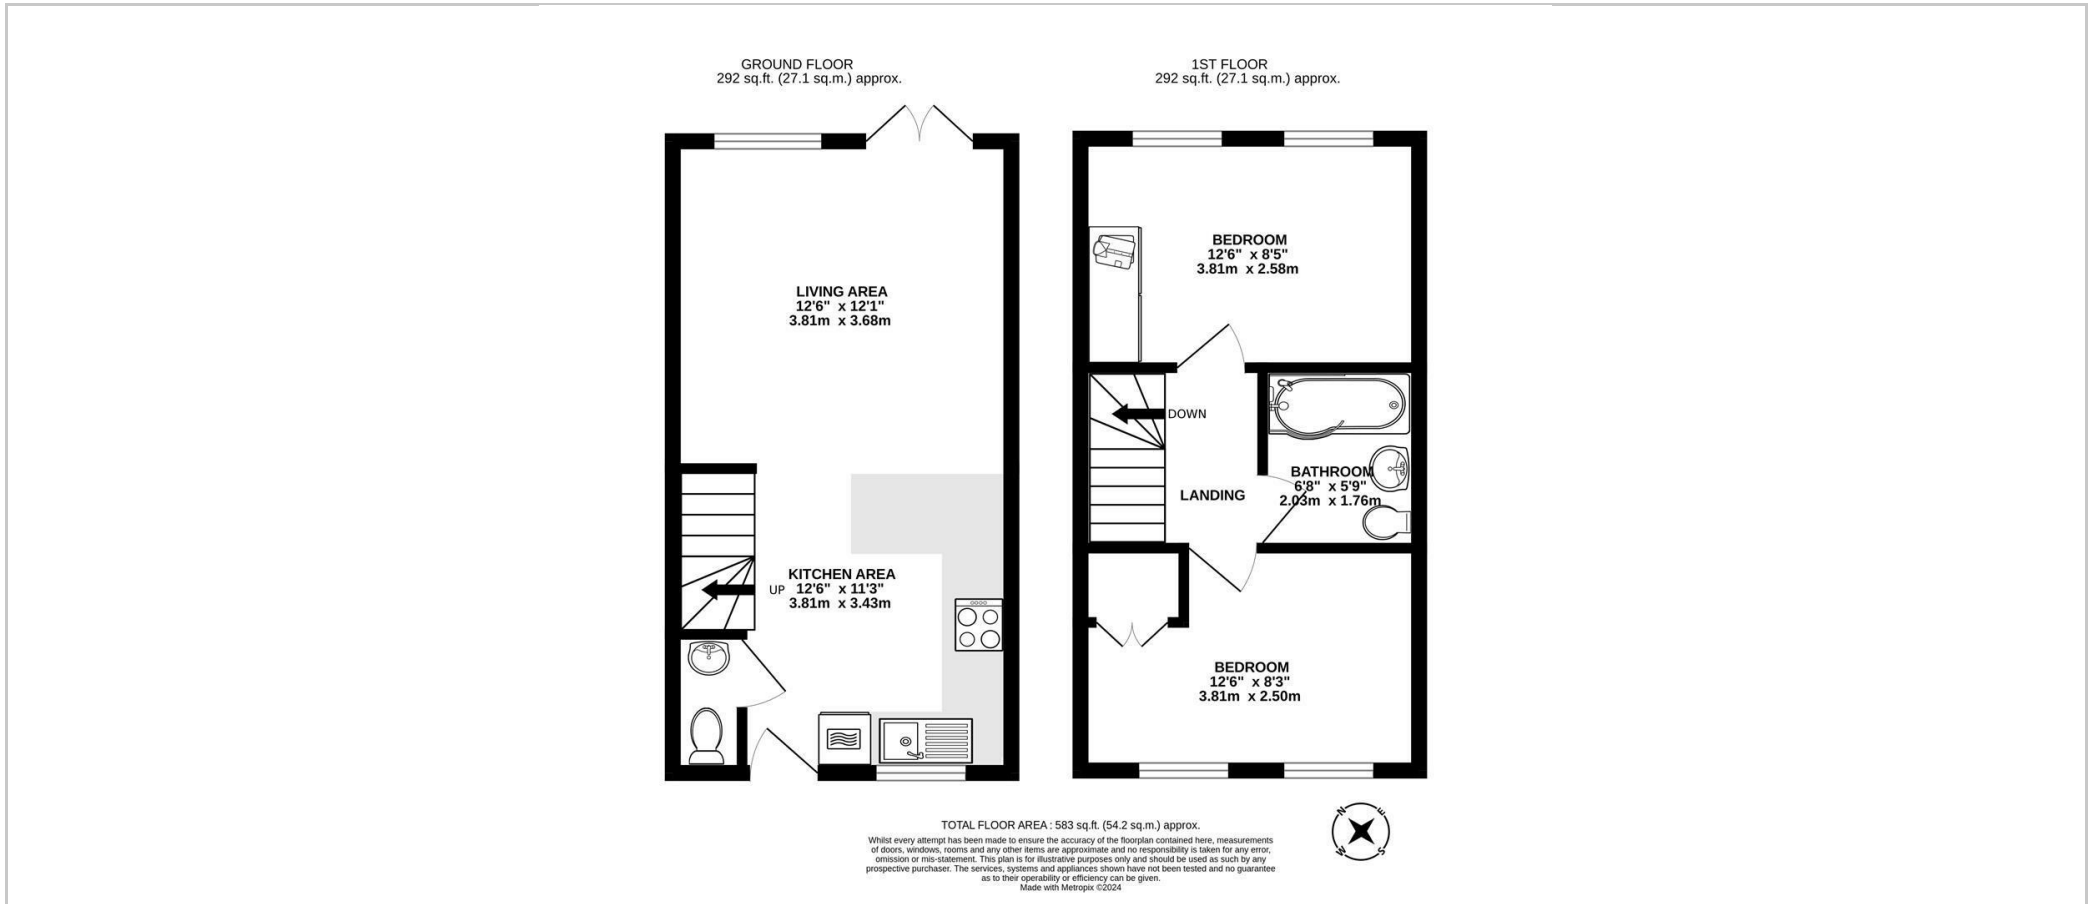 GROUND FLOOR
292 sq.ft. (27.1 sq.m.) approx.
LIVING AREA
12'6" x 12'1"
3.81m x 3.68m
KITCHEN AREA
12'6" x 11'3"
3.81m x 3.43m
UP
1ST FLOOR
292 sq.ft. (27.1 sq.m.) approx.
BEDROOM
12'6" x 8'5"
3.81m x 2.58m
DOWN
LANDING
BATHROOM
6'8" x 5'9"
2.03m x 1.76m
BEDROOM
12'6" x 8'3"
3.81m x 2.50m
TOTAL FLOOR AREA : 583 sq.ft. (54.2 sq.m.) approx.
Whilst every attempt has been made to ensure the accuracy of the floorplan contained here, measurements
of doors, windows, rooms and any other items are approximate and no responsibility is taken for any error,
omission or mis-statement. This plan is for illustrative purposes only and should be used as such by any
prospective purchaser. The services, systems and appliances shown have not been tested and no guarantee
as to their operability or efficiency can be given.
Made with Metropix ©2024
N
E
W
S